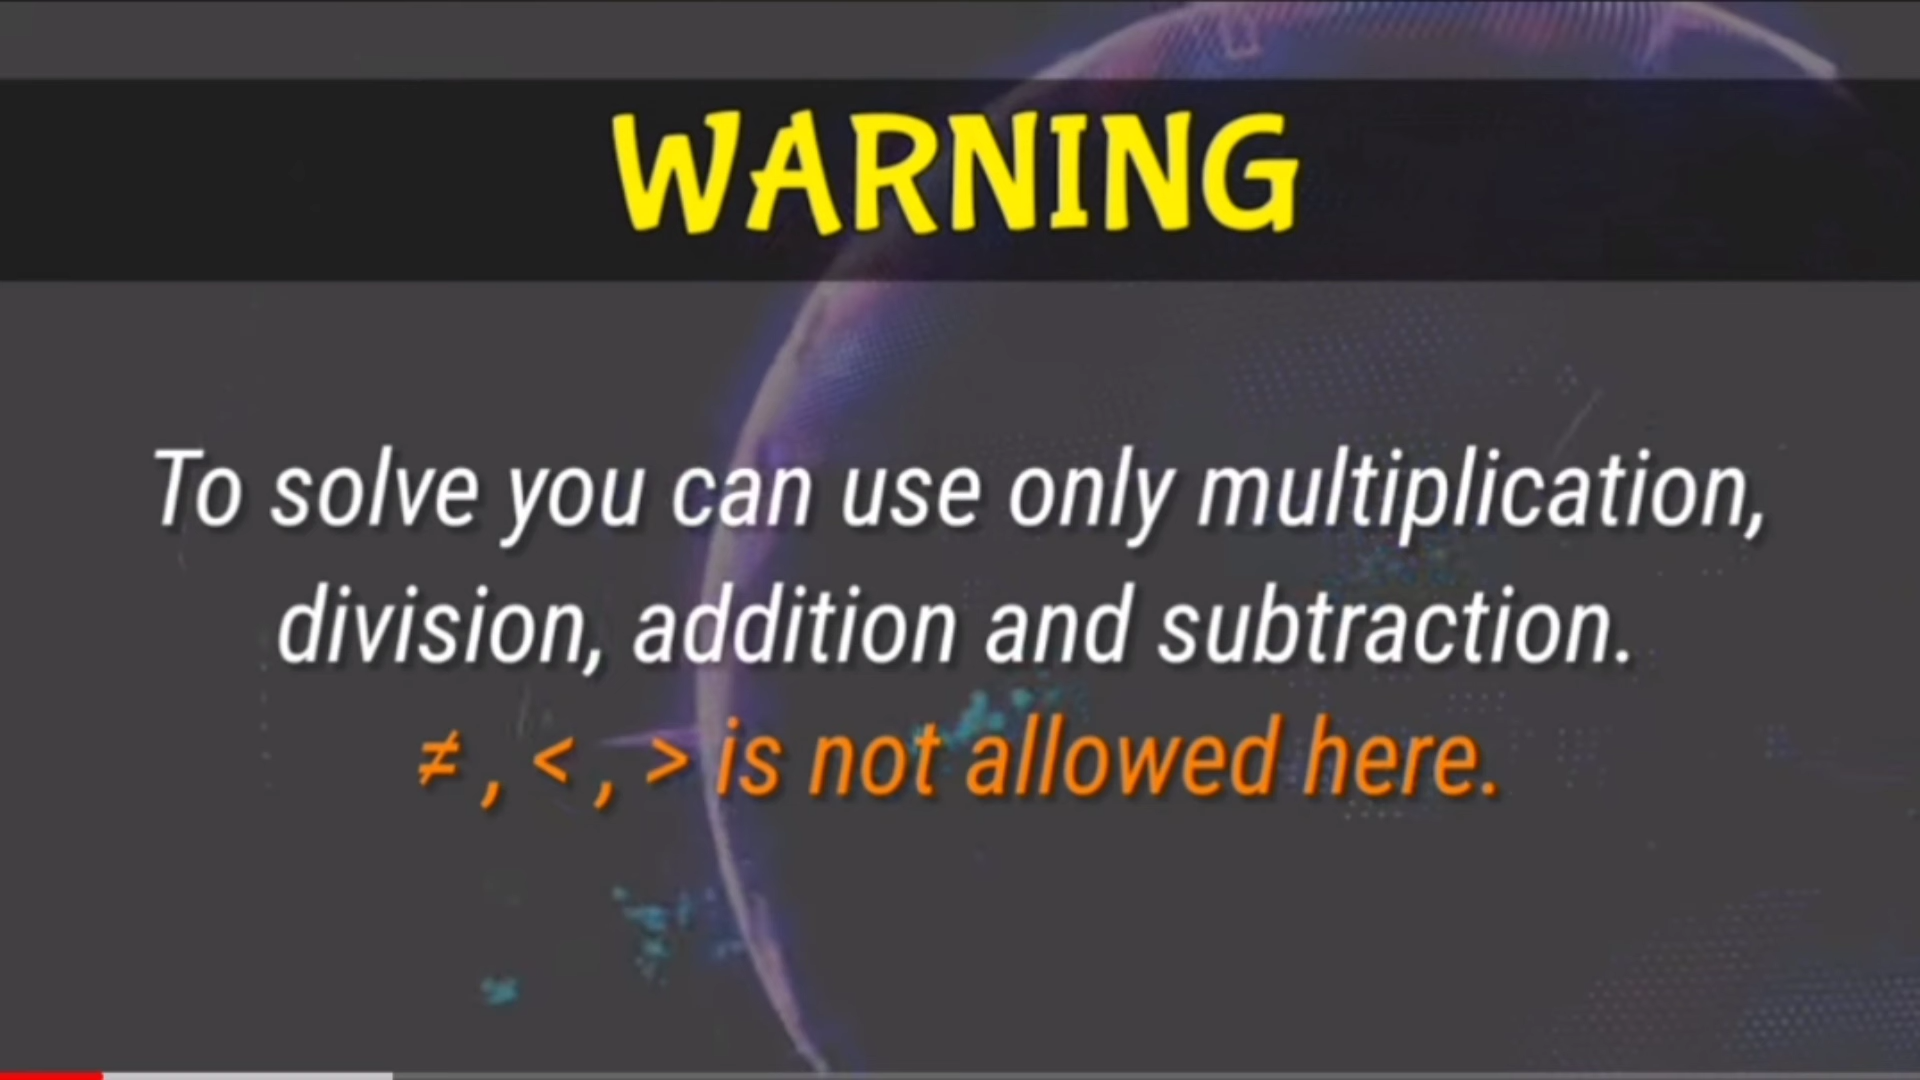 WARNING
To solve you can use only multiplication,
division, addition and subtraction.
≠ , < , > is not allowed here.